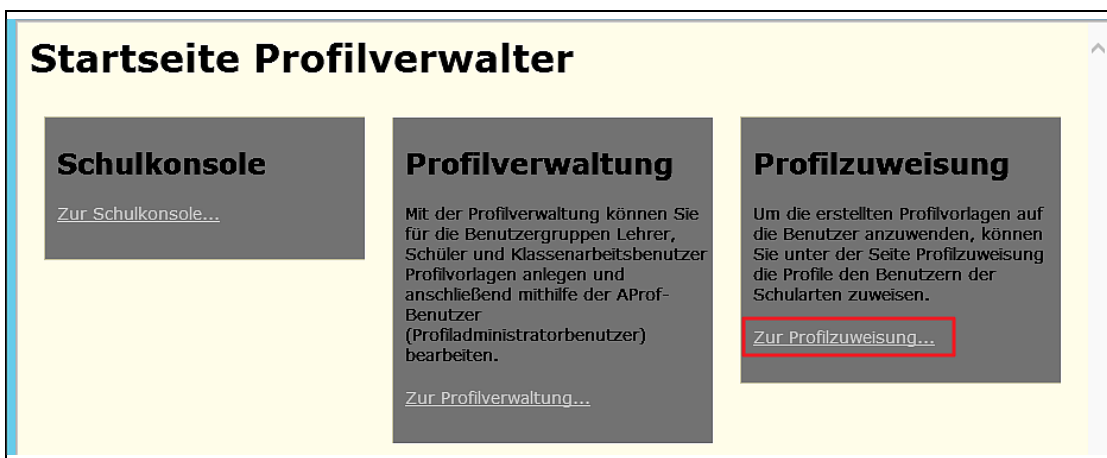 Startseite Profilverwalter
Schulkonsole
Zur Schulkonsole...
Profilverwaltung
Mit der Profilverwaltung können Sie
für die Benutzergruppen Lehrer,
Schüler und Klassenarbeitsbenutzer
Profilvorlagen anlegen und
anschließend mithilfe der AProf-
Benutzer
(Profiladministratorbenutzer)
bearbeiten.
Zur Profilverwaltung...
Profilzuweisung
Um die erstellten Profilvorlagen auf
die Benutzer anzuwenden, können
Sie unter der Seite Profilzuweisung
die Profile den Benutzern der
Schularten zuweisen.
Zur Profilzuweisung...